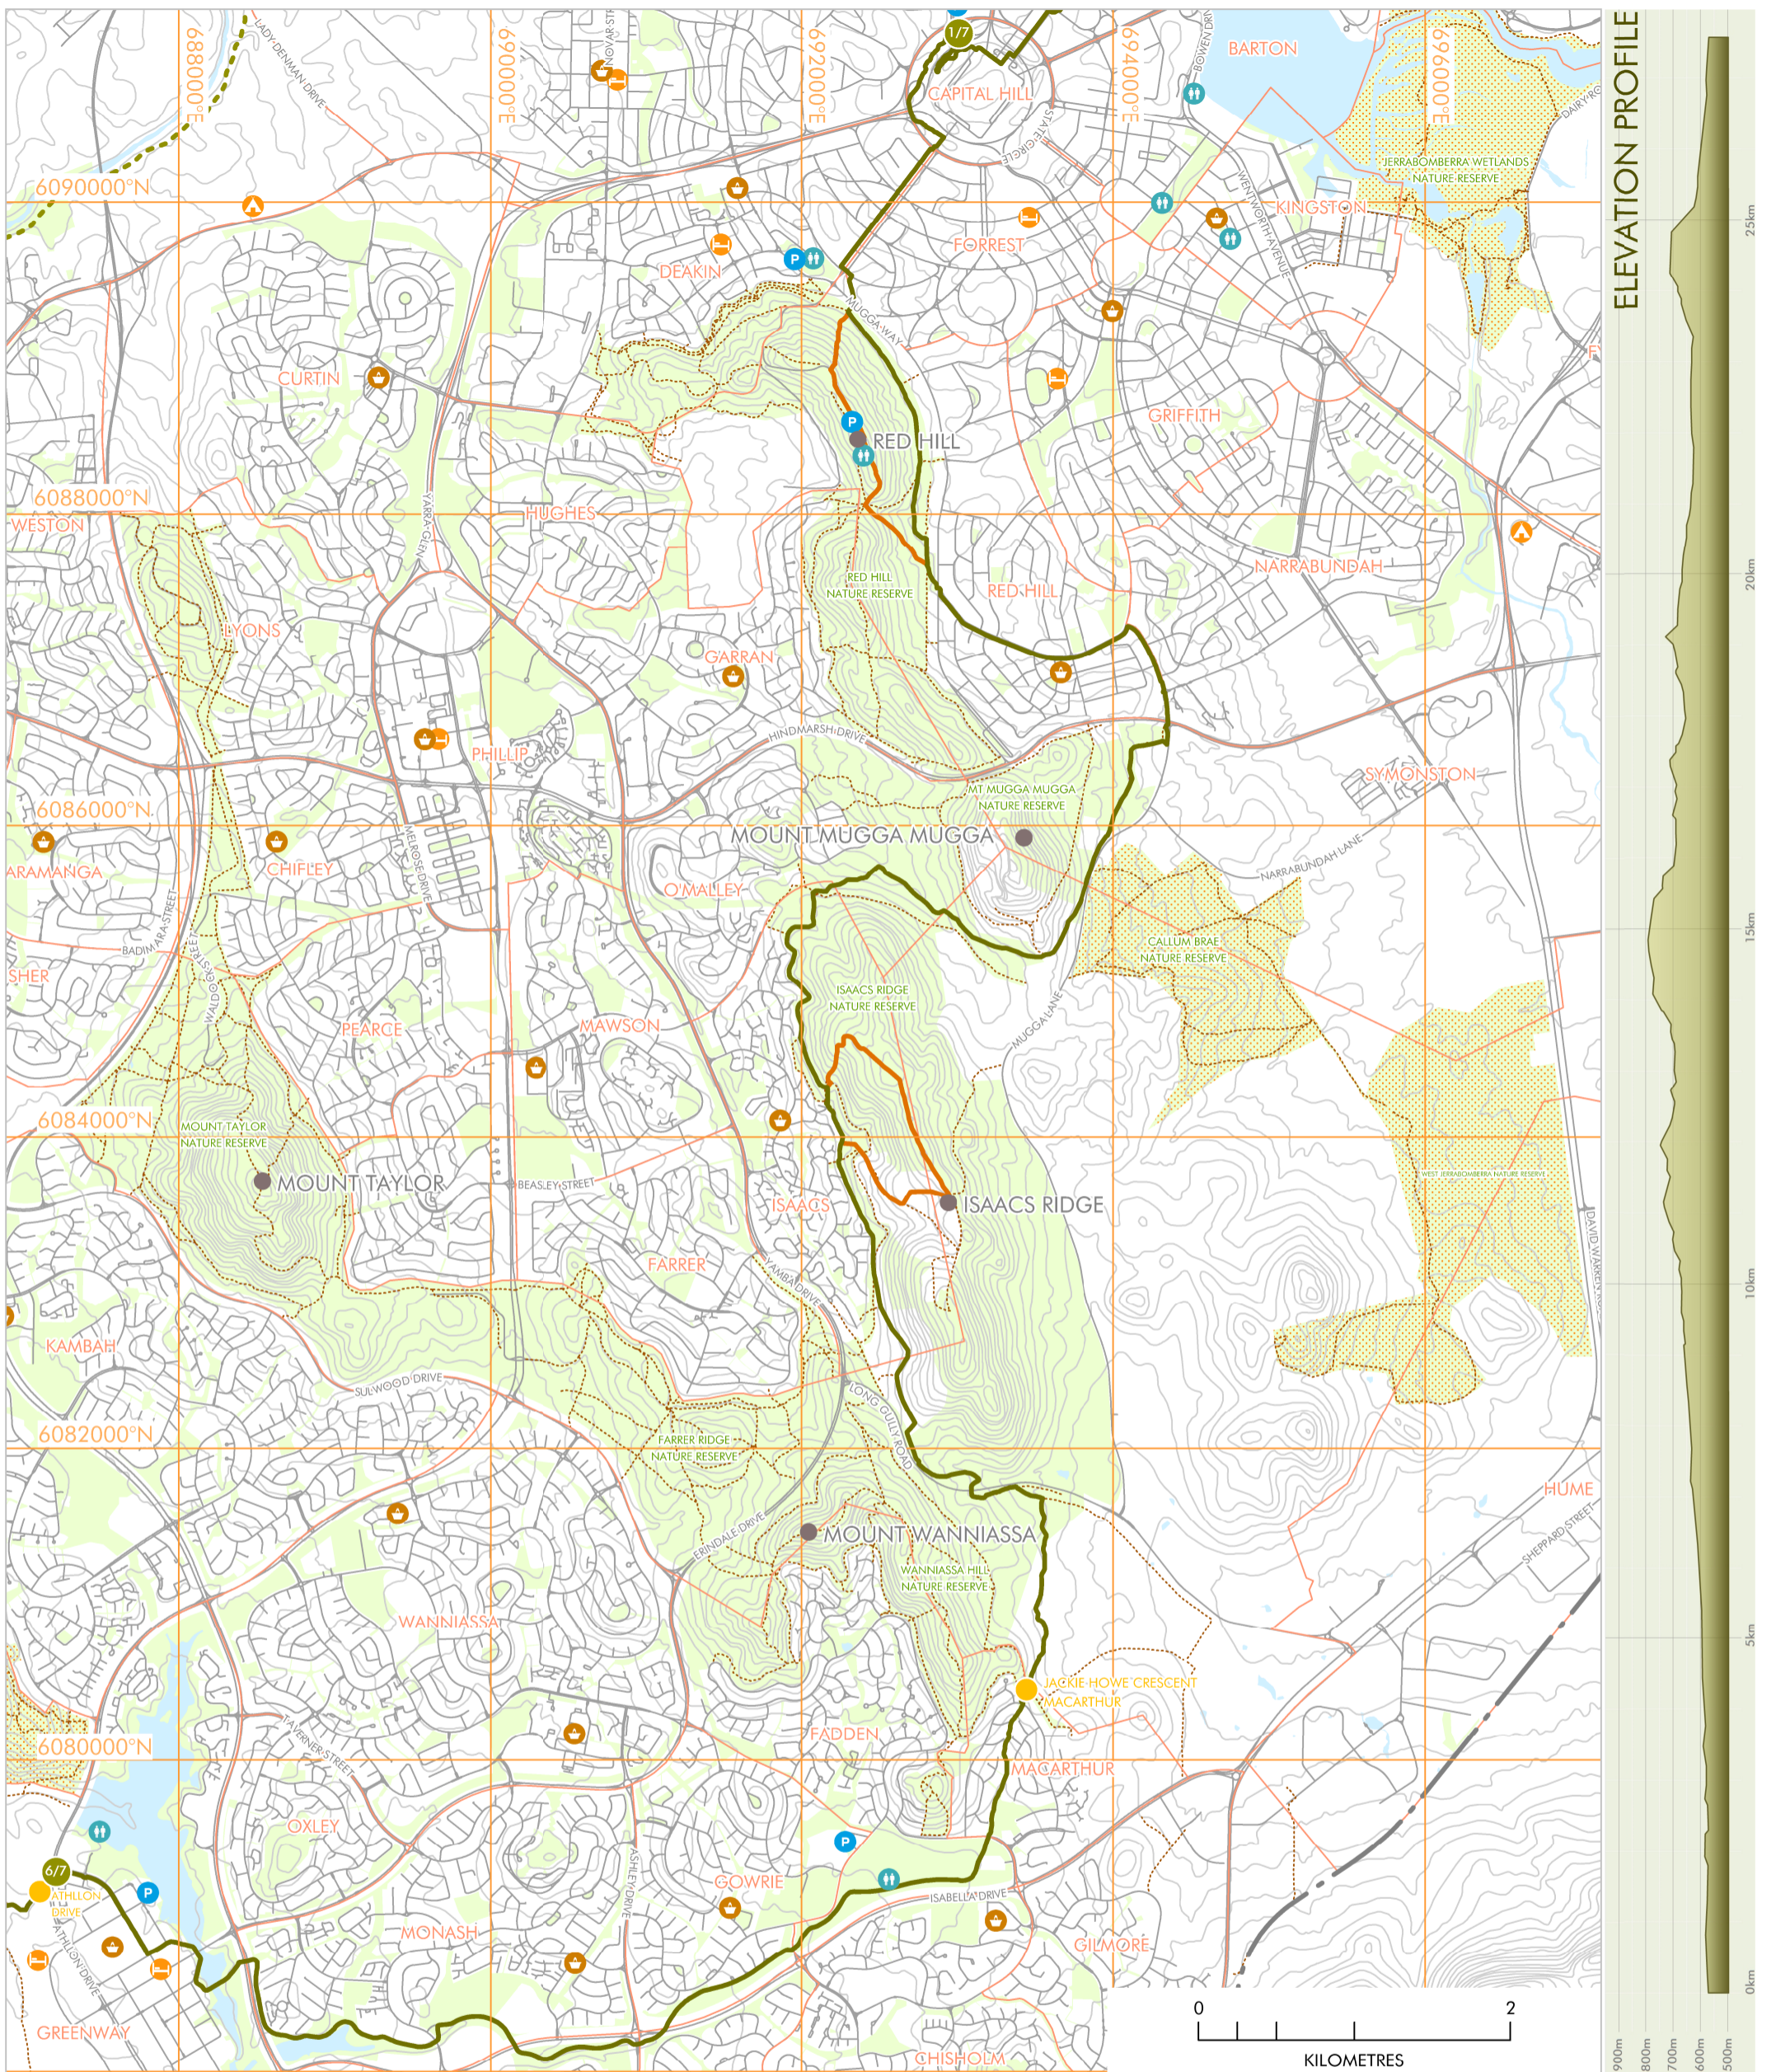 1/7
CAPITAL HILL
BARTON
BOWEN DRIVE
LADY DENMAN DRIVE
NOVAR STR
688000°E
690000°E
692000°E
694000°E
696000°E
STATE CIRCLE
DAIRY RO
JERRABOMBERRA WETLANDS
NATURE RESERVE
6090000°N
WENTWORTH AVENUE
KINGSTON
FORREST
DEAKIN
MUGGA WAY
CURTIN
GRIFFITH
RED HILL
6088000°N
WESTON
YARRA GLEN
HUGHES
NARRABUNDAH
RED HILL
NATURE RESERVE
RED HILL
LYONS
GARRAN
HINDMARSH DRIVE
PHILLIP
SYMONSTON
MT MUGGA MUGGA
NATURE RESERVE
6086000°N
MOUNT MUGGA MUGGA
MELROSE DRIVE
NARRABUNDAH LANE
ARAMANGA
CHIFLEY
O'MALLEY
BADIMARA STREET
WALDOCK STREET
CALLUM BRAE
NATURE RESERVE
SHER
ISAACS RIDGE
NATURE RESERVE
MUGGA LANE
PEARCE
MAWSON
6084000°N
MOUNT TAYLOR
NATURE RESERVE
MOUNT TAYLOR
BEASLEY STREET
WEST JERRABOMBERRA NATURE RESERVE
ISAACS
ISAACS RIDGE
FARRER
YAMBA DRIVE
KAMBAH
SULWOOD DRIVE
LONG GULLY ROAD
6082000°N
FARRER RIDGE
NATURE RESERVE
HUME
SHEPPARD STREET
ERINDALE DRIVE
MOUNT WANNIASSA
WANNIASSA HILL
NATURE RESERVE
WANNIASSA
JACKIE HOWE CRESCENT
MACARTHUR
6080000°N
TAVERNER STREET
FADDEN
MACARTHUR
OXLEY
6/7
ATHLLON
DRIVE
ATHLLON DRIVE
ASHLEY DRIVE
GOWRIE
ISABELLA DRIVE
MONASH
GILMORE
GREENWAY
CHISHOLM
0
2
KILOMETRES
ELEVATION PROFILE
25km
20km
15km
10km
5km
0km
900m
800m
700m
600m
500m